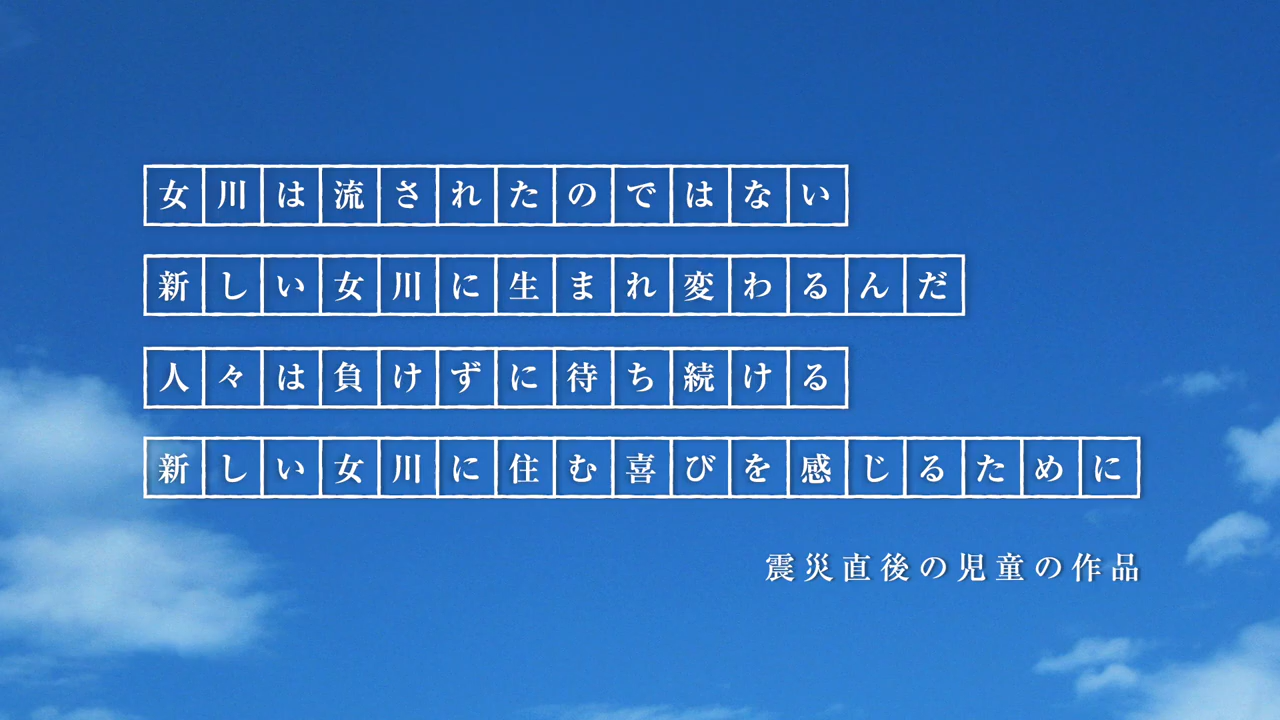 女川は流されたのではない
新しい女川に生まれ変わるんだ
人々は負けずに待ち続ける
新しい女川に住む喜びを感じるために
震災直後の児童の作品